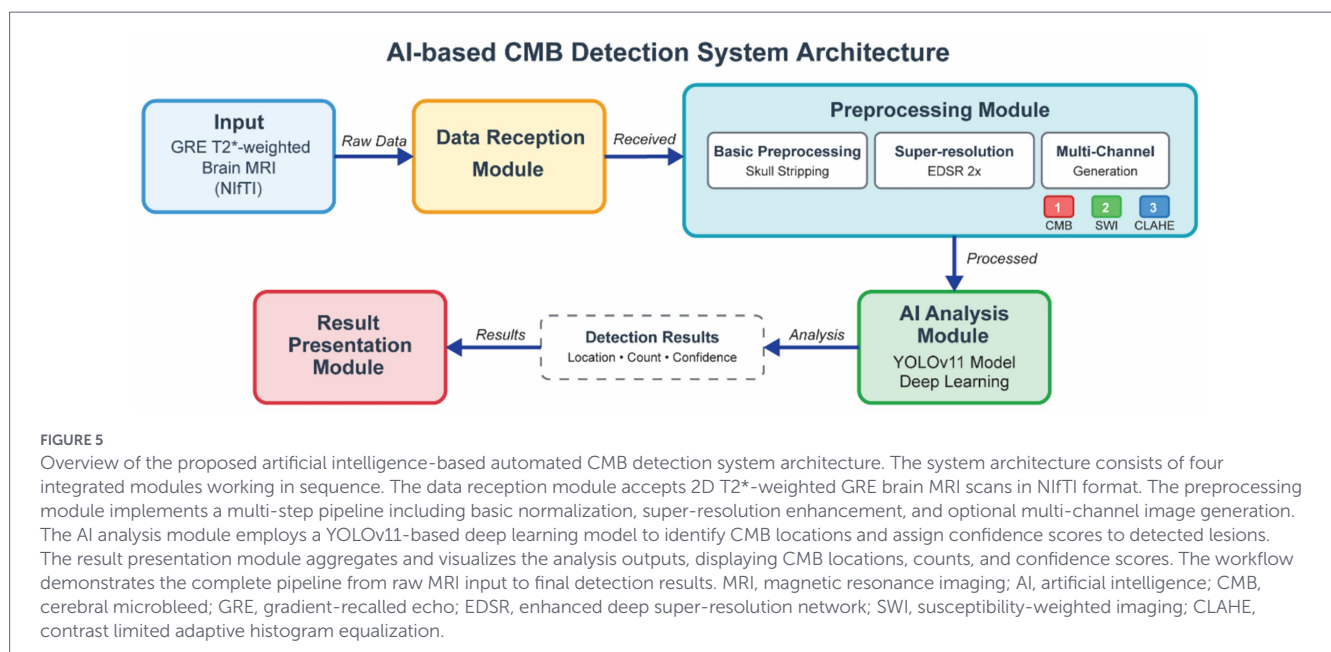 AI-based CMB Detection System Architecture
Input
GRE T2*-weighted
Brain MRI
(NIfTI)
Raw Data
Data Reception
Module
Received
Preprocessing Module
Basic Preprocessing
Skull Stripping
Super-resolution
EDSR 2x
Multi-Channel
Generation
1
CMB
2
SWI
3
CLAHE
Processed
AI Analysis
Module
YOLOv11 Model
Deep Learning
Analysis
Detection Results
Location • Count • Confidence
Results
Result
Presentation
Module
FIGURE 5
Overview of the proposed artificial intelligence-based automated CMB detection system architecture. The system architecture consists of four
integrated modules working in sequence. The data reception module accepts 2D T2*-weighted GRE brain MRI scans in NIfTI format. The preprocessing
module implements a multi-step pipeline including basic normalization, super-resolution enhancement, and optional multi-channel image generation.
The AI analysis module employs a YOLOv11-based deep learning model to identify CMB locations and assign confidence scores to detected lesions.
The result presentation module aggregates and visualizes the analysis outputs, displaying CMB locations, counts, and confidence scores. The workflow
demonstrates the complete pipeline from raw MRI input to final detection results. MRI, magnetic resonance imaging; AI, artificial intelligence; CMB,
cerebral microbleed; GRE, gradient-recalled echo; EDSR, enhanced deep super-resolution network; SWI, susceptibility-weighted imaging; CLAHE,
contrast limited adaptive histogram equalization.